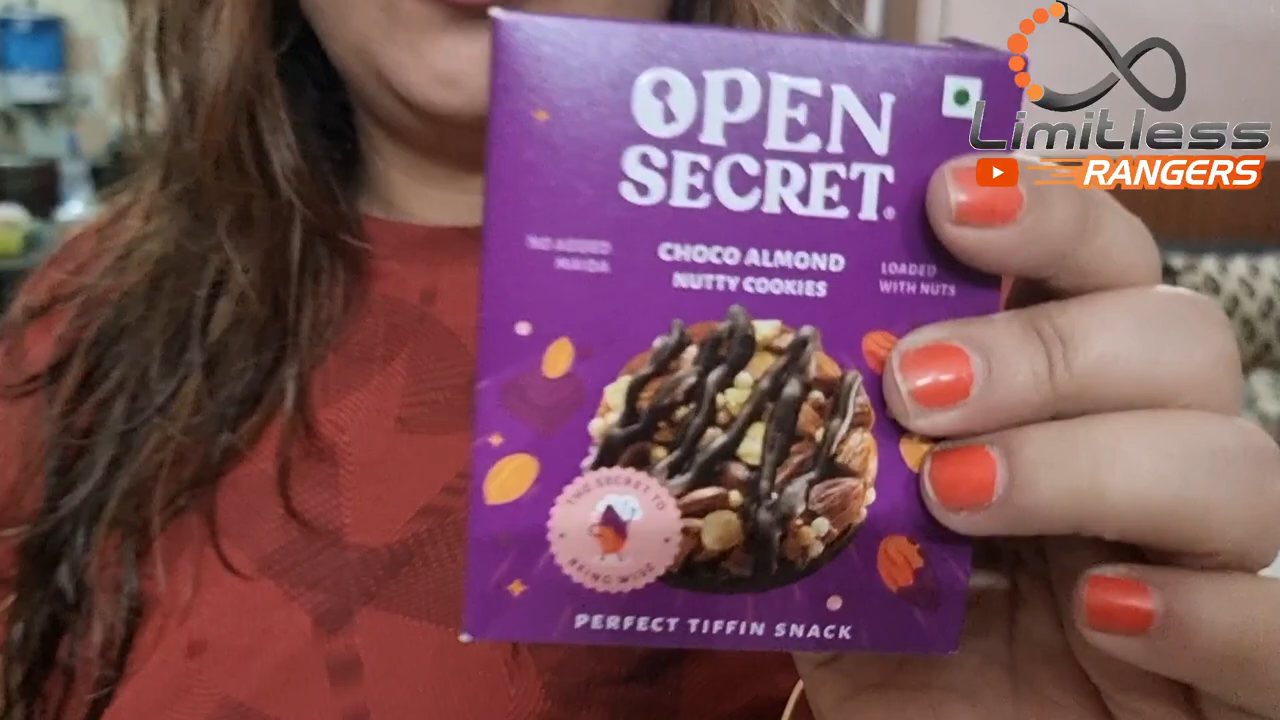 OPEN
SECRET
NO ADDED
MAIDA
CHOCO ALMOND
NUTTY COOKIES
LOADED
WITH NUTS
THE SECRET TO
BEING WISE
PERFECT TIFFIN SNACK
Limitless
RANGERS